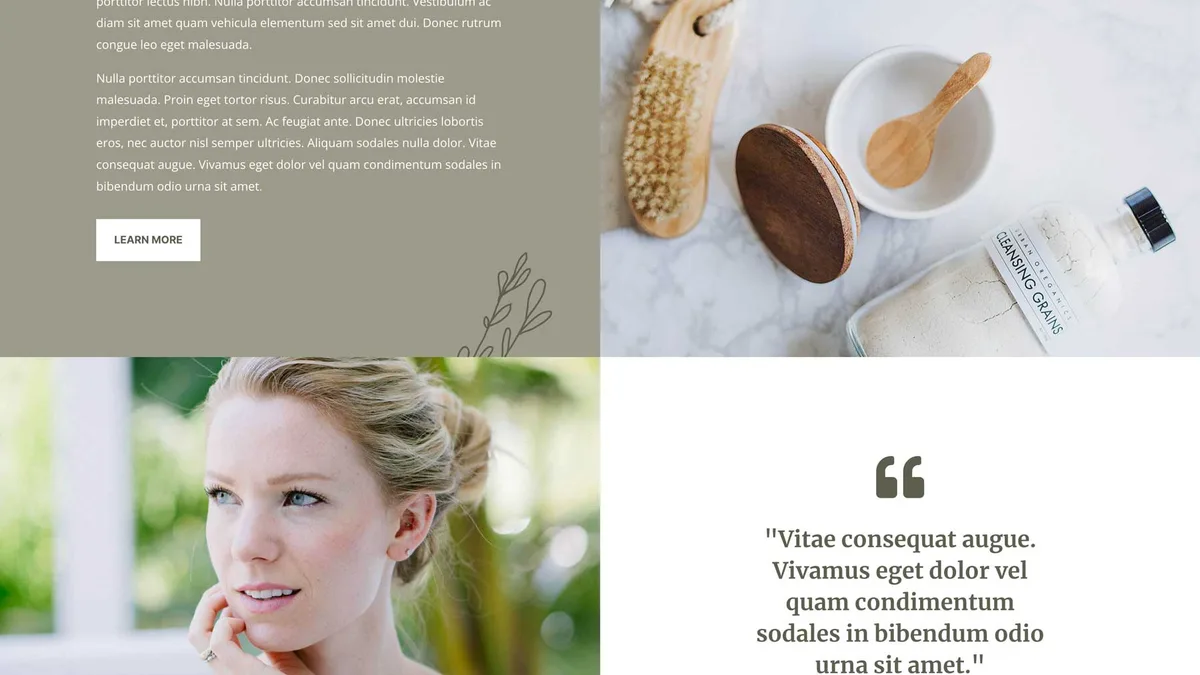 porttitor lectus nibh. Nulla porttitor accumsan tincidunt. Vestibulum ac
diam sit amet quam vehicula elementum sed sit amet dui. Donec rutrum
congue leo eget malesuada.
Nulla porttitor accumsan tincidunt. Donec sollicitudin molestie
malesuada. Proin eget tortor risus. Curabitur arcu erat, accumsan id
imperdiet et, porttitor at sem. Ac feugiat ante. Donec ultricies lobortis
eros, nec auctor nisl semper ultricies. Aliquam sodales nulla dolor. Vitae
consequat augue. Vivamus eget dolor vel quam condimentum sodales in
bibendum odio urna sit amet.
LEARN MORE
URBAN OREGANICS
CLEANSING GRAINS
"Vitae consequat augue.
Vivamus eget dolor vel
quam condimentum
sodales in bibendum odio
urna sit amet."